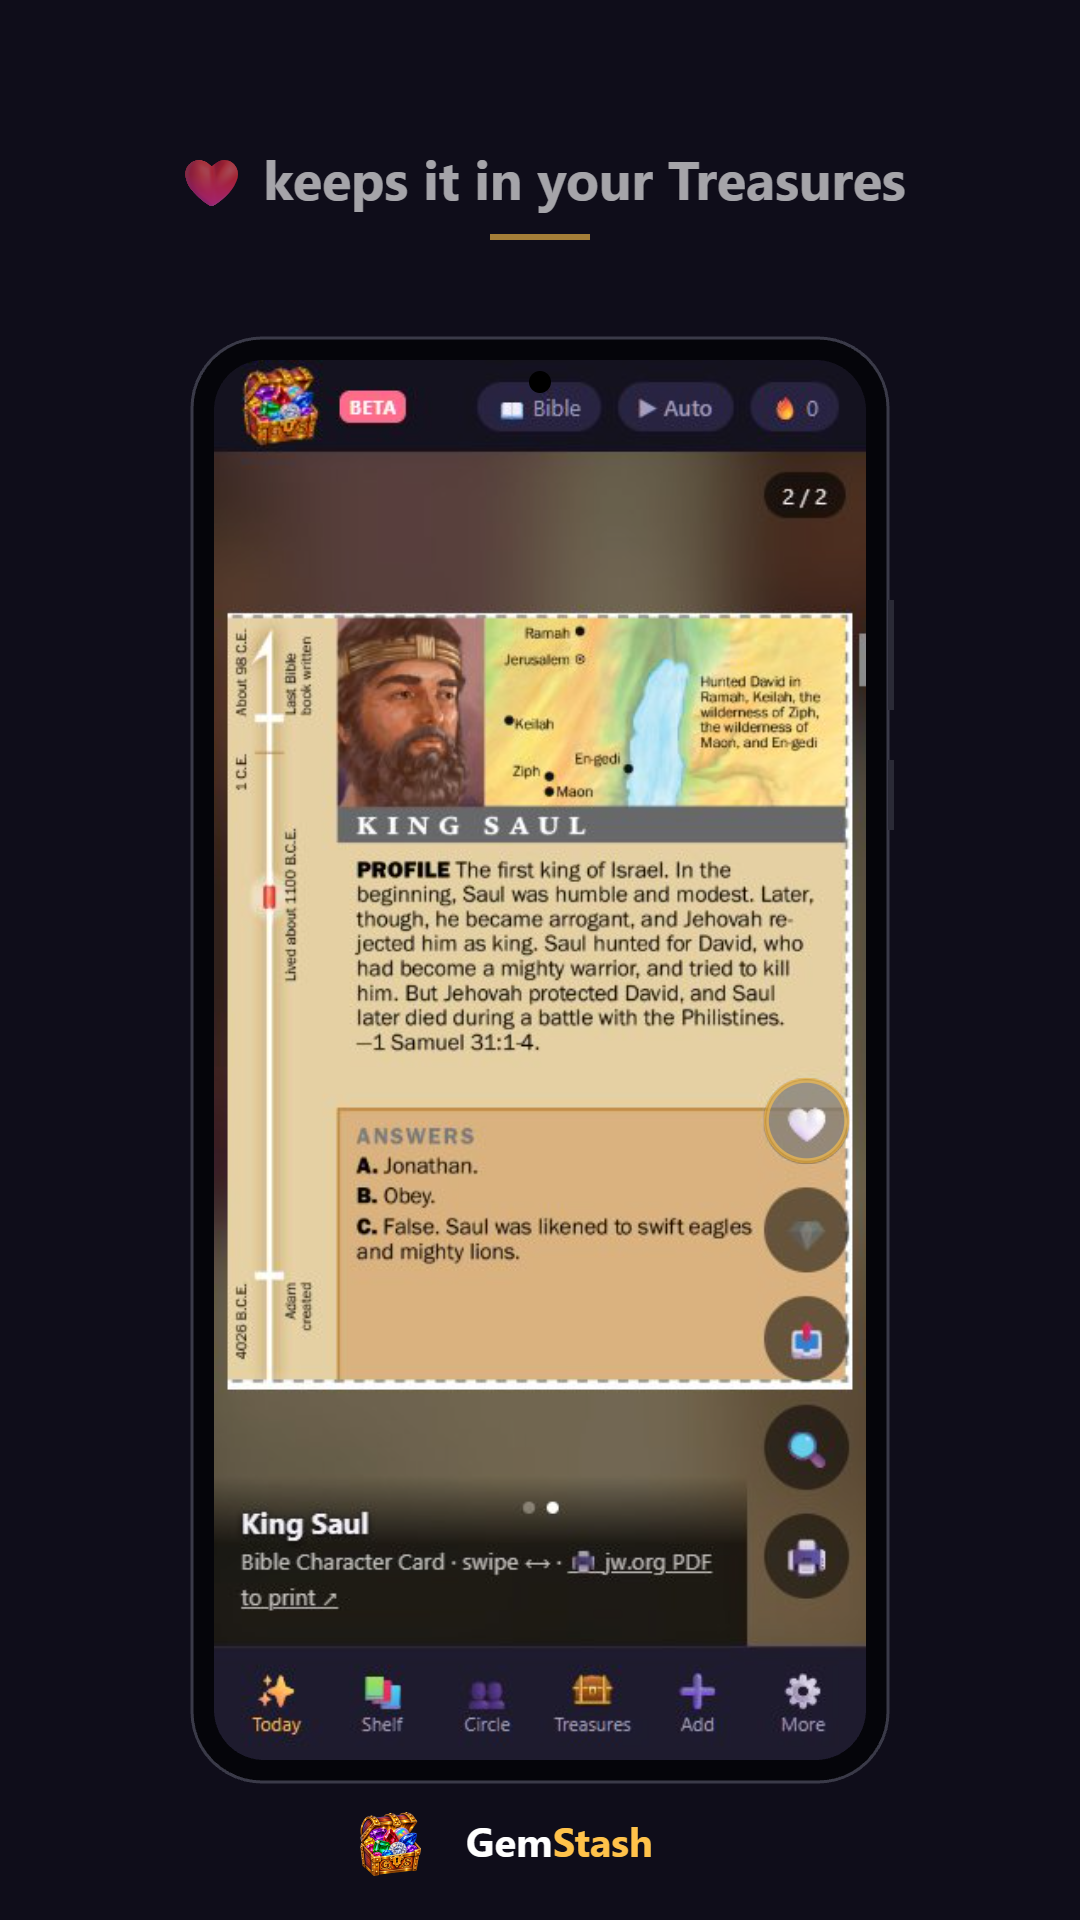 keeps it in your Treasures
BETA
Bible
Auto
0
2 / 2
About 98 C.E.
Last Bible
book written
1 C.E.
Lived about 1100 B.C.E.
4026 B.C.E.
Adam
created
Ramah
Jerusalem
Keilah
En-gedi
Ziph
Maon
Hunted David in
Ramah, Keilah, the
wilderness of Ziph,
the wilderness of
Maon, and En-gedi
KING SAUL
PROFILE The first king of Israel. In the
beginning, Saul was humble and modest. Later,
though, he became arrogant, and Jehovah re-
jected him as king. Saul hunted for David, who
had become a mighty warrior, and tried to kill
him. But Jehovah protected David, and Saul
later died during a battle with the Philistines.
—1 Samuel 31:1-4.
ANSWERS
A. Jonathan.
B. Obey.
C. False. Saul was likened to swift eagles
and mighty lions.
King Saul
Bible Character Card · swipe ↔ · jw.org PDF
to print ↗
Today
Shelf
Circle
Treasures
Add
More
GemStash